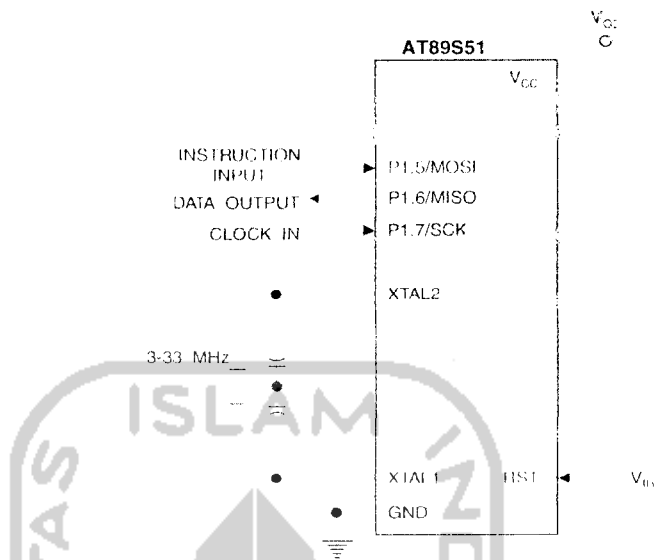 AT89S51
V_CC
INSTRUCTION
INPUT
P1.5/MOSI
DATA OUTPUT
P1.6/MISO
CLOCK IN
P1.7/SCK
XTAL2
3-33 MHz
ISLAM
XTAL1
RST
GND